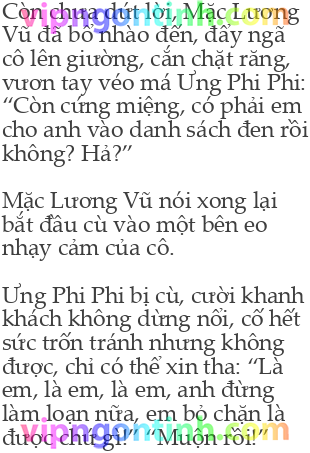 Còn chưa dứt lời, Mặc Lương
Vũ đã bổ nhào đến, đẩy ngã
cô lên giường, cắn chặt răng,
vươn tay véo má Ưng Phi Phi:
“Còn cứng miệng, có phải em
cho anh vào danh sách đen rồi
không? Hả?”
Mặc Lương Vũ nói xong lại
bắt đầu cù vào một bên eo
nhạy cảm của cô.
Ưng Phi Phi bị cù, cười khanh
khách không dừng nổi, cố hết
sức trốn tránh nhưng không
được, chỉ có thể xin tha: “Là
em, là em, là em, anh đừng
làm loạn nữa, em bỏ chặn là
được chứ gì!” “Muộn rồi!”
vipngontinh.com
vipngontinh.com